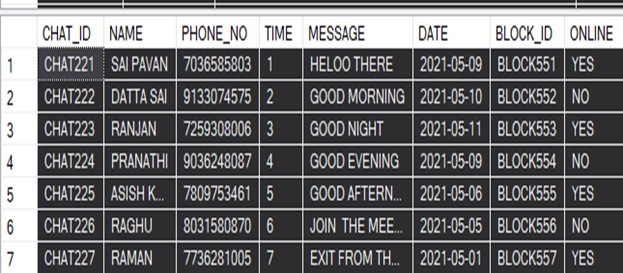 CHAT_ID NAME PHONE_NO TIME MESSAGE DATE BLOCK_ID ONLINE
1 CHAT221 SAI PAVAN 7036585803 1 HELOO THERE 2021-05-09 BLOCK551 YES
2 CHAT222 DATTA SAI 9133074575 2 GOOD MORNING 2021-05-10 BLOCK552 NO
3 CHAT223 RANJAN 7259308006 3 GOOD NIGHT 2021-05-11 BLOCK553 YES
4 CHAT224 PRANATHI 9036248087 4 GOOD EVENING 2021-05-09 BLOCK554 NO
5 CHAT225 ASISH K... 7809753461 5 GOOD AFTERN... 2021-05-06 BLOCK555 YES
6 CHAT226 RAGHU 8031580870 6 JOIN THE MEE... 2021-05-05 BLOCK556 NO
7 CHAT227 RAMAN 7736281005 7 EXIT FROM TH... 2021-05-01 BLOCK557 YES